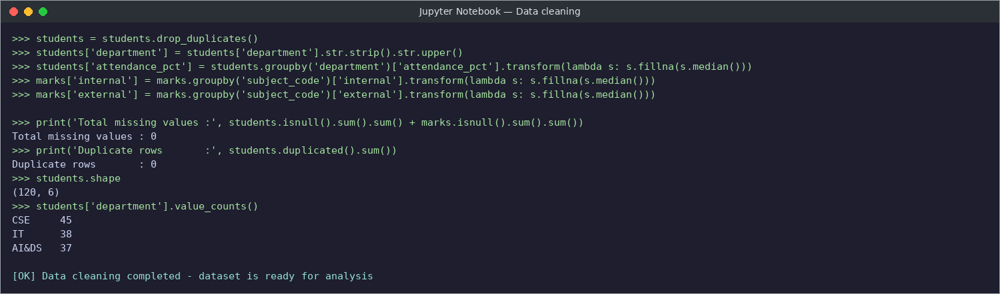 Jupyter Notebook — Data cleaning
>>> students = students.drop_duplicates()
>>> students['department'] = students['department'].str.strip().str.upper()
>>> students['attendance_pct'] = students.groupby('department')['attendance_pct'].transform(lambda s: s.fillna(s.median()))
>>> marks['internal'] = marks.groupby('subject_code')['internal'].transform(lambda s: s.fillna(s.median()))
>>> marks['external'] = marks.groupby('subject_code')['external'].transform(lambda s: s.fillna(s.median()))
>>> print('Total missing values :', students.isnull().sum().sum() + marks.isnull().sum().sum())
Total missing values : 0
>>> print('Duplicate rows       :', students.duplicated().sum())
Duplicate rows       : 0
>>> students.shape
(120, 6)
>>> students['department'].value_counts()
CSE     45
IT      38
AI&DS   37
[OK] Data cleaning completed - dataset is ready for analysis